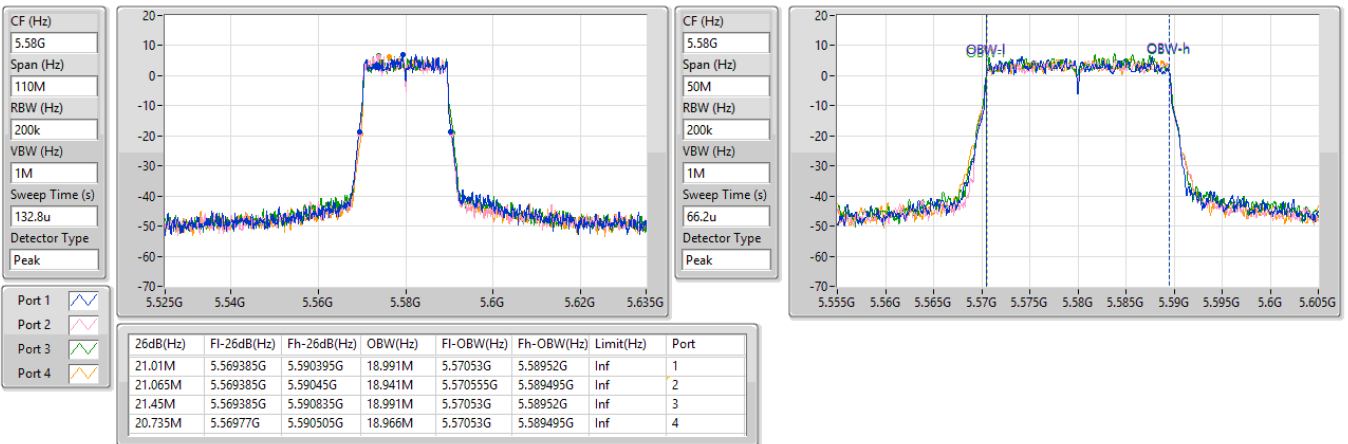 CF (Hz)
5.58G
Span (Hz)
110M
RBW (Hz)
200k
VBW (Hz)
1M
Sweep Time (s)
132.8u
Detector Type
Peak
20
10
0
-10
-20
-30
-40
-50
-60
-70
5.525G 5.54G 5.56G 5.58G 5.6G 5.62G 5.635G
CF (Hz)
5.58G
Span (Hz)
50M
RBW (Hz)
200k
VBW (Hz)
1M
Sweep Time (s)
66.2u
Detector Type
Peak
20
10
0
-10
-20
-30
-40
-50
-60
-70
OBW-l OBW-h
5.555G 5.56G 5.565G 5.57G 5.575G 5.58G 5.585G 5.59G 5.595G 5.6G 5.605G
Port 1
Port 2
Port 3
Port 4
26dB(Hz) Fl-26dB(Hz) Fh-26dB(Hz) OBW(Hz) Fl-OBW(Hz) Fh-OBW(Hz) Limit(Hz) Port
21.01M 5.569385G 5.590395G 18.991M 5.57053G 5.58952G Inf 1
21.065M 5.569385G 5.59045G 18.941M 5.570555G 5.589495G Inf 2
21.45M 5.569385G 5.590835G 18.991M 5.57053G 5.58952G Inf 3
20.735M 5.56977G 5.590505G 18.966M 5.57053G 5.589495G Inf 4